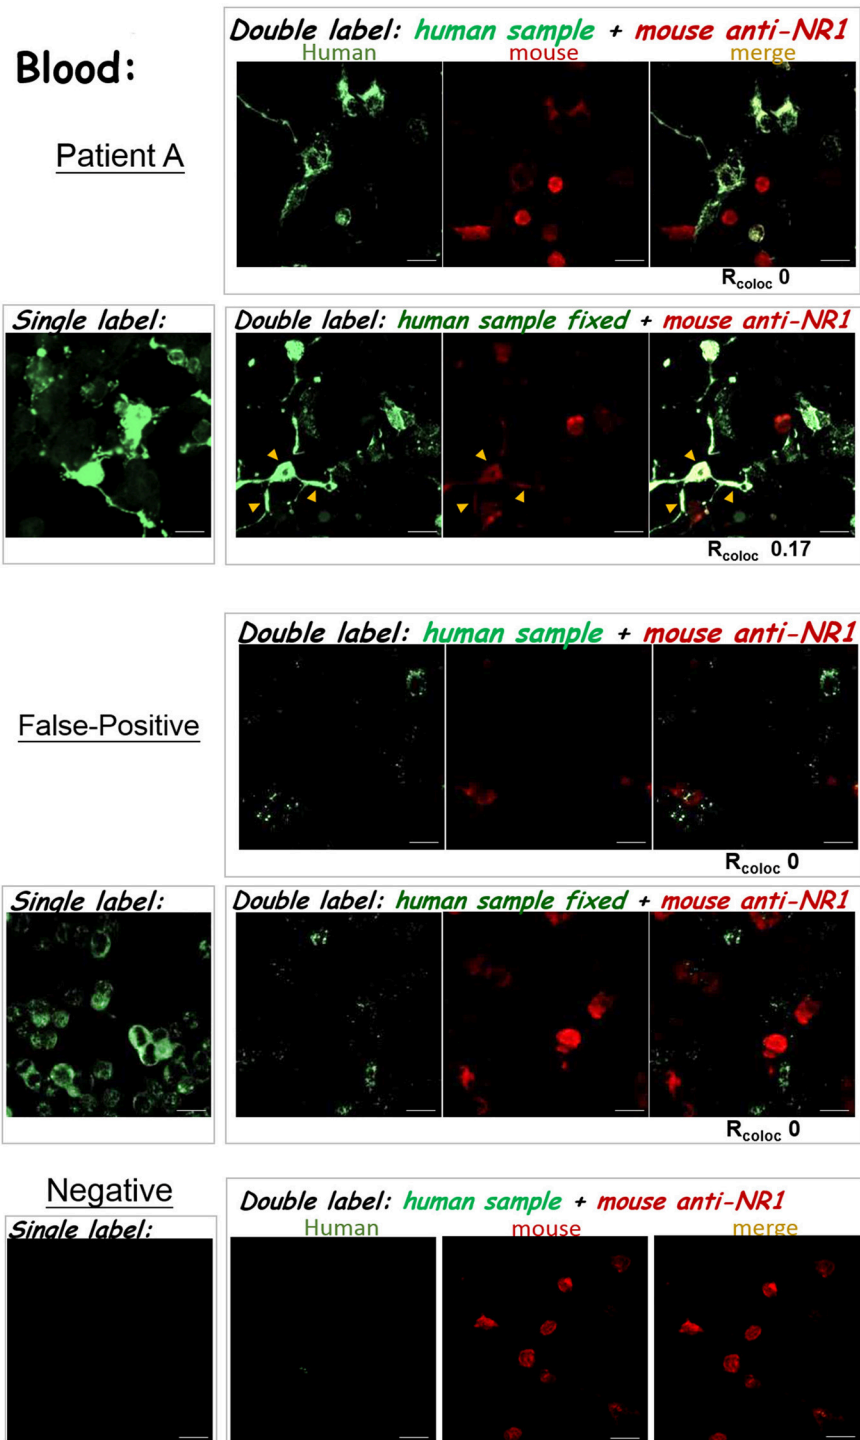 Blood:
Patient A
Double label: human sample + mouse anti-NR1
Human mouse merge
Rcoloc 0
Single label:
Double label: human sample fixed + mouse anti-NR1
Rcoloc 0.17
False-Positive
Double label: human sample + mouse anti-NR1
Rcoloc 0
Single label:
Double label: human sample fixed + mouse anti-NR1
Rcoloc 0
Negative
Single label:
Double label: human sample + mouse anti-NR1
Human mouse merge